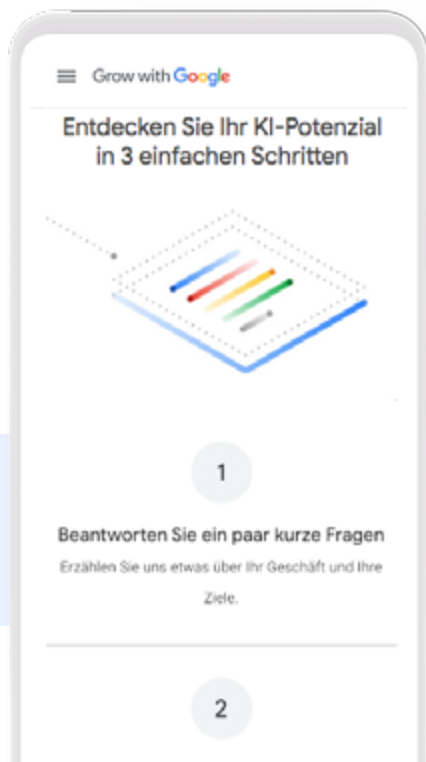 Grow with Google
Entdecken Sie Ihr KI-Potenzial
in 3 einfachen Schritten
1
Beantworten Sie ein paar kurze Fragen
Erzählen Sie uns etwas über Ihr Geschäft und Ihre
Ziele.
2